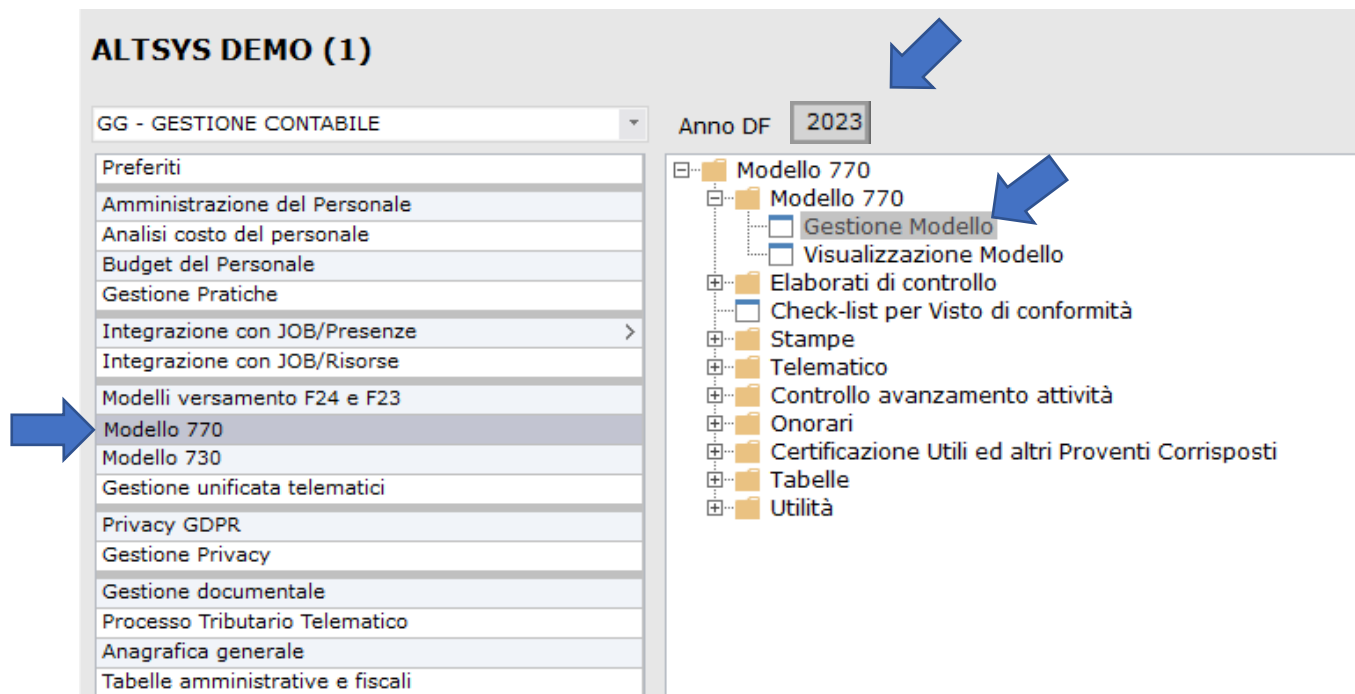 ALTSYS DEMO (1)
GG - GESTIONE CONTABILE
Anno DF 2023
Preferiti
Amministrazione del Personale
Analisi costo del personale
Budget del Personale
Gestione Pratiche
Integrazione con JOB/Presenze >
Integrazione con JOB/Risorse
Modelli versamento F24 e F23
Modello 770
Modello 730
Gestione unificata telematici
Privacy GDPR
Gestione Privacy
Gestione documentale
Processo Tributario Telematico
Anagrafica generale
Tabelle amministrative e fiscali
Modello 770
Modello 770
Gestione Modello
Visualizzazione Modello
Elaborati di controllo
Check-list per Visto di conformità
Stampe
Telematico
Controllo avanzamento attività
Onorari
Certificazione Utili ed altri Proventi Corrisposti
Tabelle
Utilità